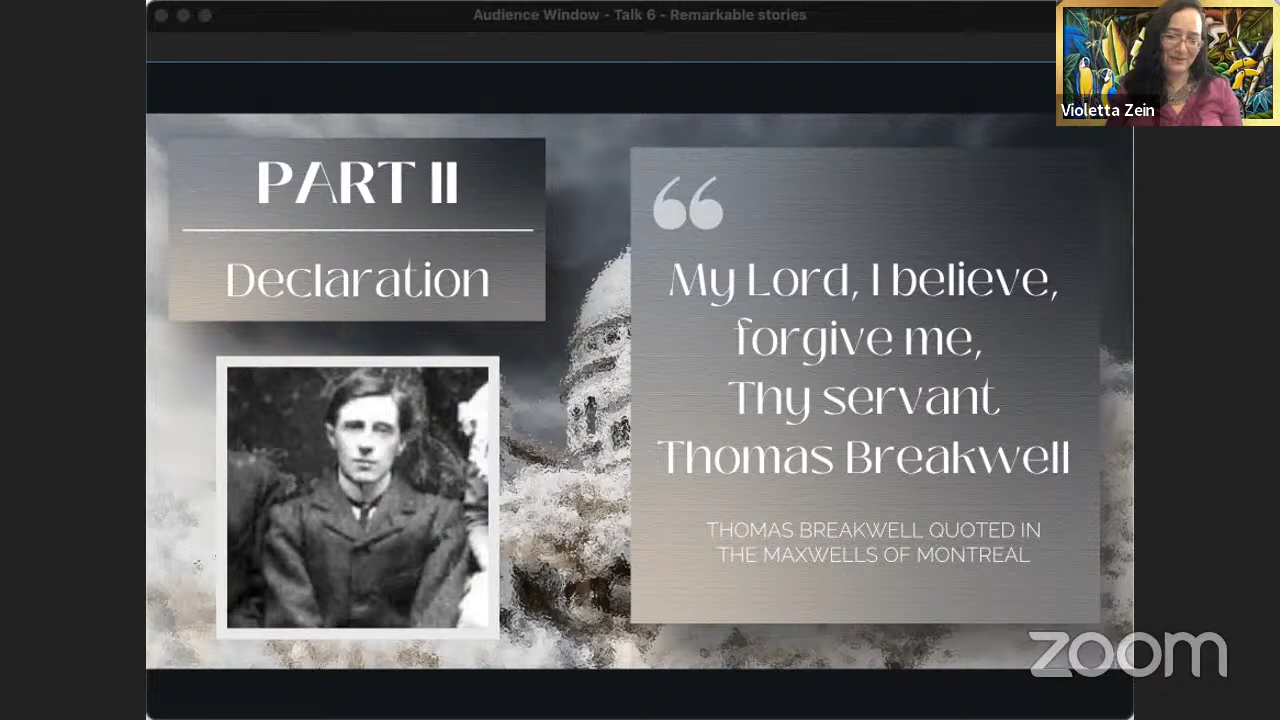 Audience Window - Talk 6 - Remarkable stories
Violetta Zein
PART II
Declaration
“
My Lord, I believe,
forgive me,
Thy servant
Thomas Breakwell
THOMAS BREAKWELL QUOTED IN
THE MAXWELLS OF MONTREAL
zoom